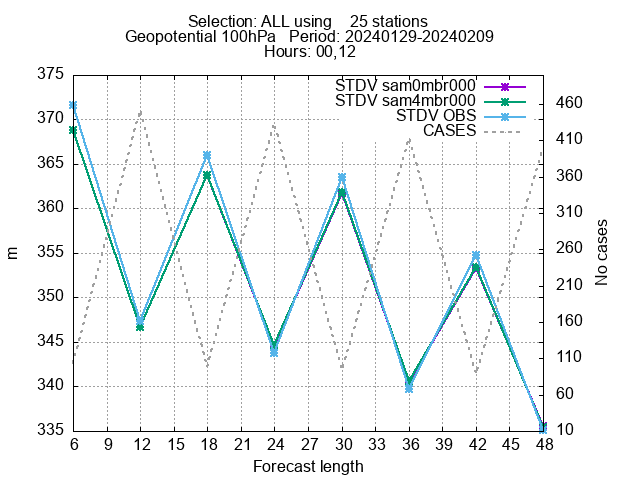 Selection: ALL using    25 stations
Geopotential 100hPa   Period: 20240129-20240209
Hours: 00,12
STDV sam0mbr000
STDV sam4mbr000
STDV OBS
CASES
375
370
365
360
355
350
345
340
335
m
460
410
360
310
260
210
160
110
60
10
No cases
6 9 12 15 18 21 24 27 30 33 36 39 42 45 48
Forecast length